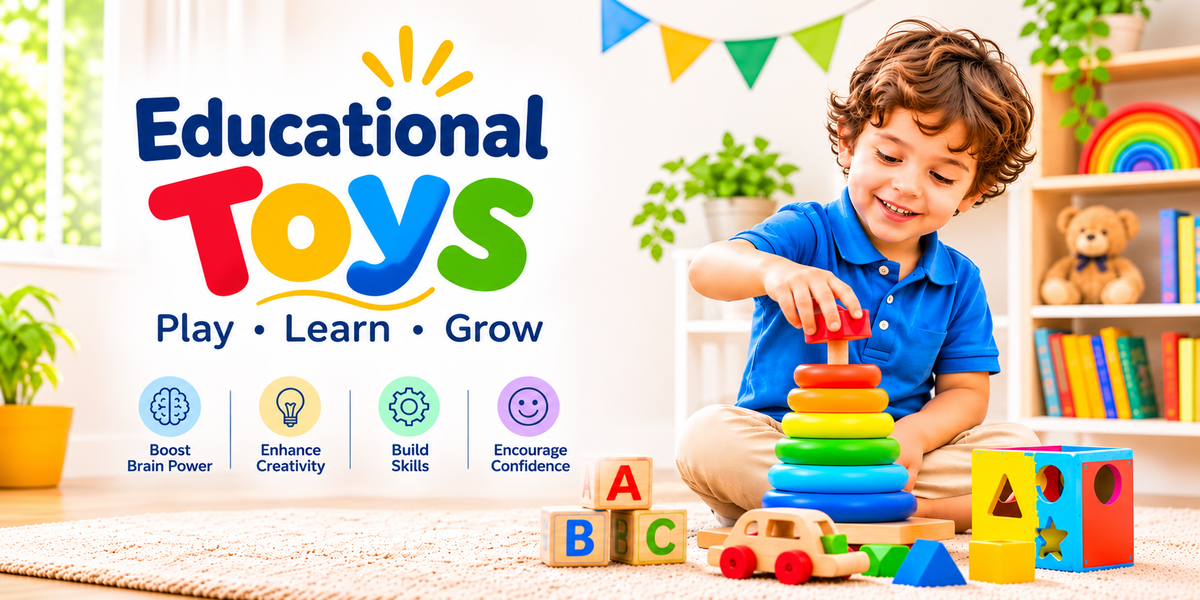 Educational
Toys
Play • Learn • Grow
Boost
Brain Power
Enhance
Creativity
Build
Skills
Encourage
Confidence
A
B
B
C